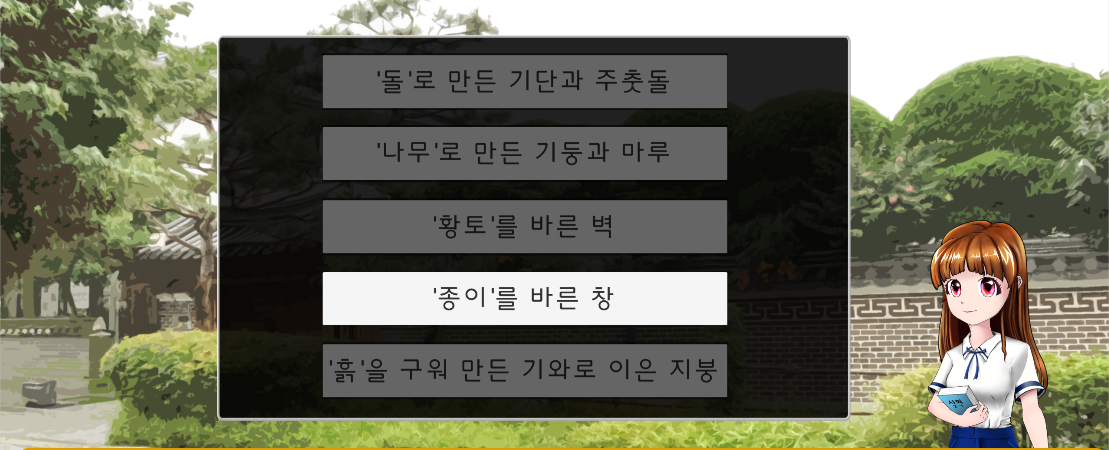 '돌'로 만든 기단과 주춧돌
'나무'로 만든 기둥과 마루
'황토'를 바른 벽
'종이'를 바른 창
'흙'을 구워 만든 기와로 이은 지붕